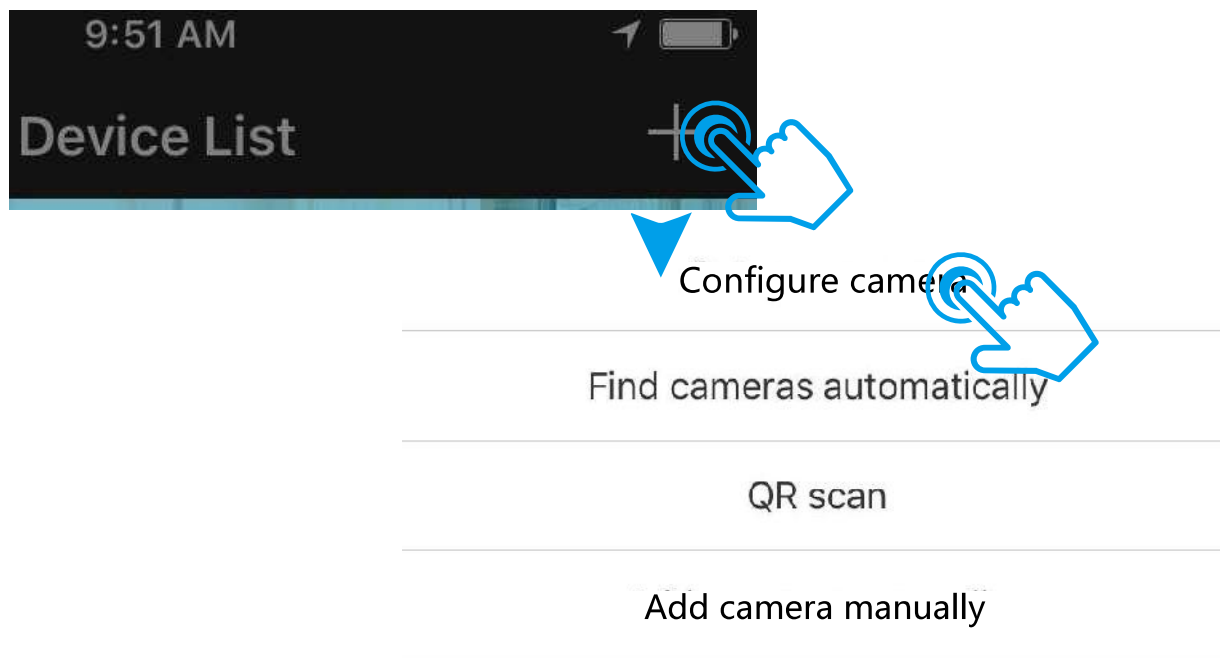 9:51 AM
Device List
Configure camera
Find cameras automatically
QR scan
Add camera manually